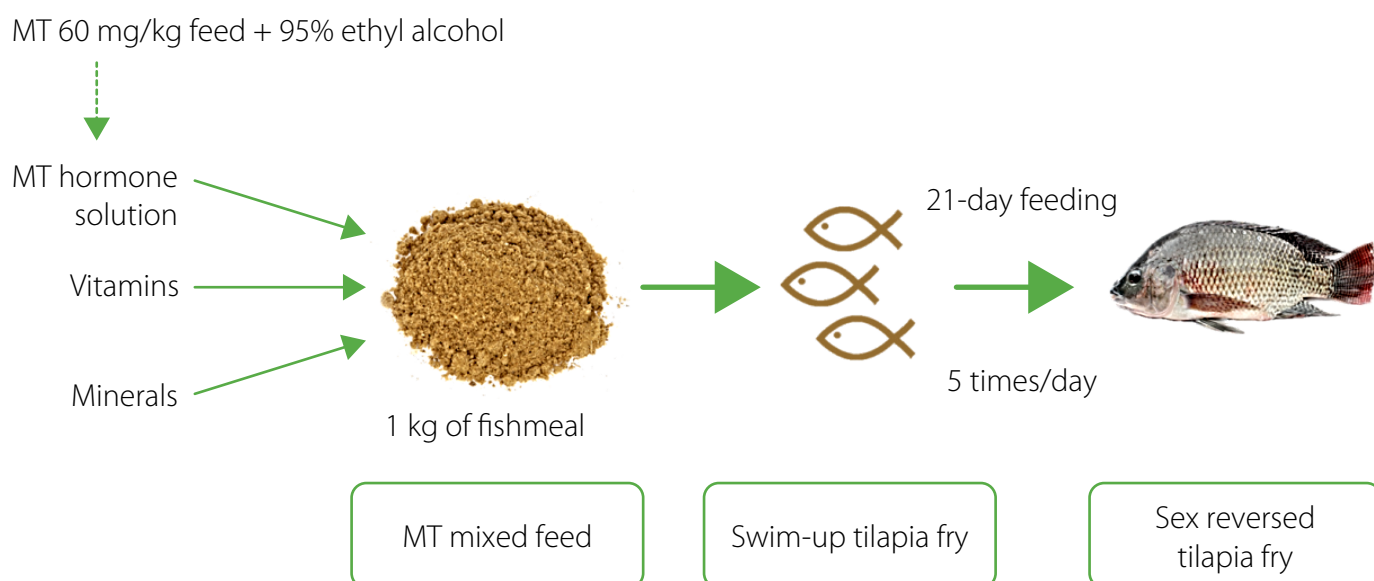 MT 60 mg/kg feed + 95% ethyl alcohol
MT hormone
solution
Vitamins
Minerals
1 kg of fishmeal
21-day feeding
5 times/day
MT mixed feed
Swim-up tilapia fry
Sex reversed
tilapia fry